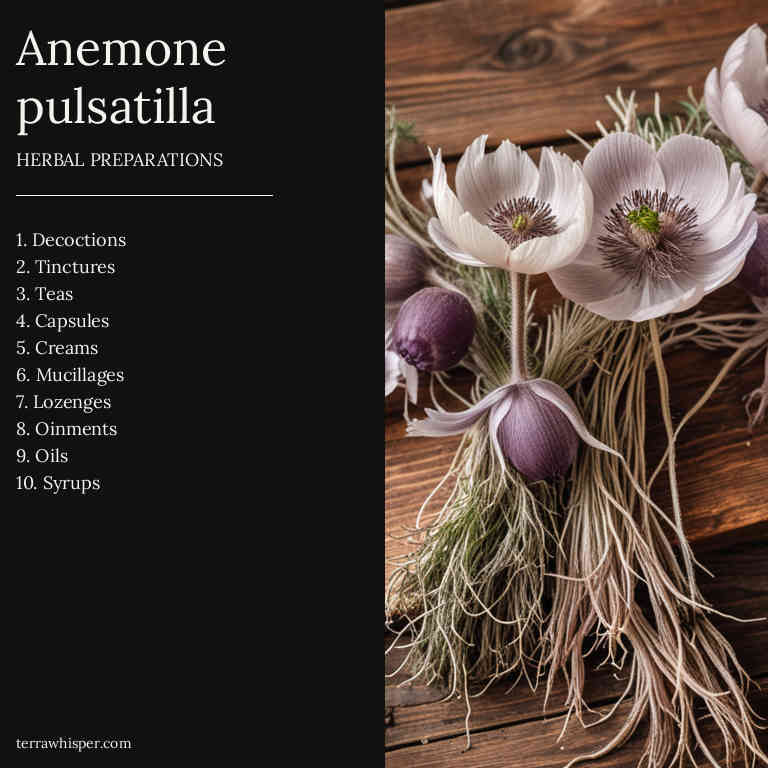 Anemone
pulsatilla
HERBAL PREPARATIONS
1. Decoctions
2. Tinctures
3. Teas
4. Capsules
5. Creams
6. Mucillages
7. Lozenges
8. Oinments
9. Oils
10. Syrups
terrawhisper.com